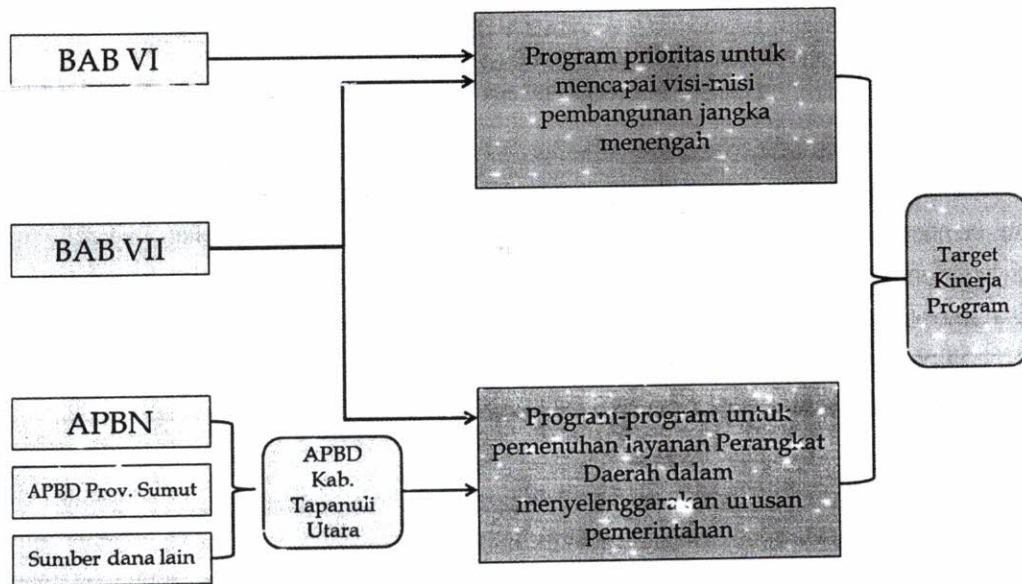 BAB VI
Program prioritas untuk
mencapai visi-misi
pembangunan jangka
menengah
BAB VII
Target
Kinerja
Program
APBN
APBD Prov. Sumut
Sumber dana lain
APBD
Kab.
Tapanuli
Utara
Program-program untuk
pemenuhan layanan Perangkat
Daerah dalam
menyelenggarakan urusan
pemerintahan